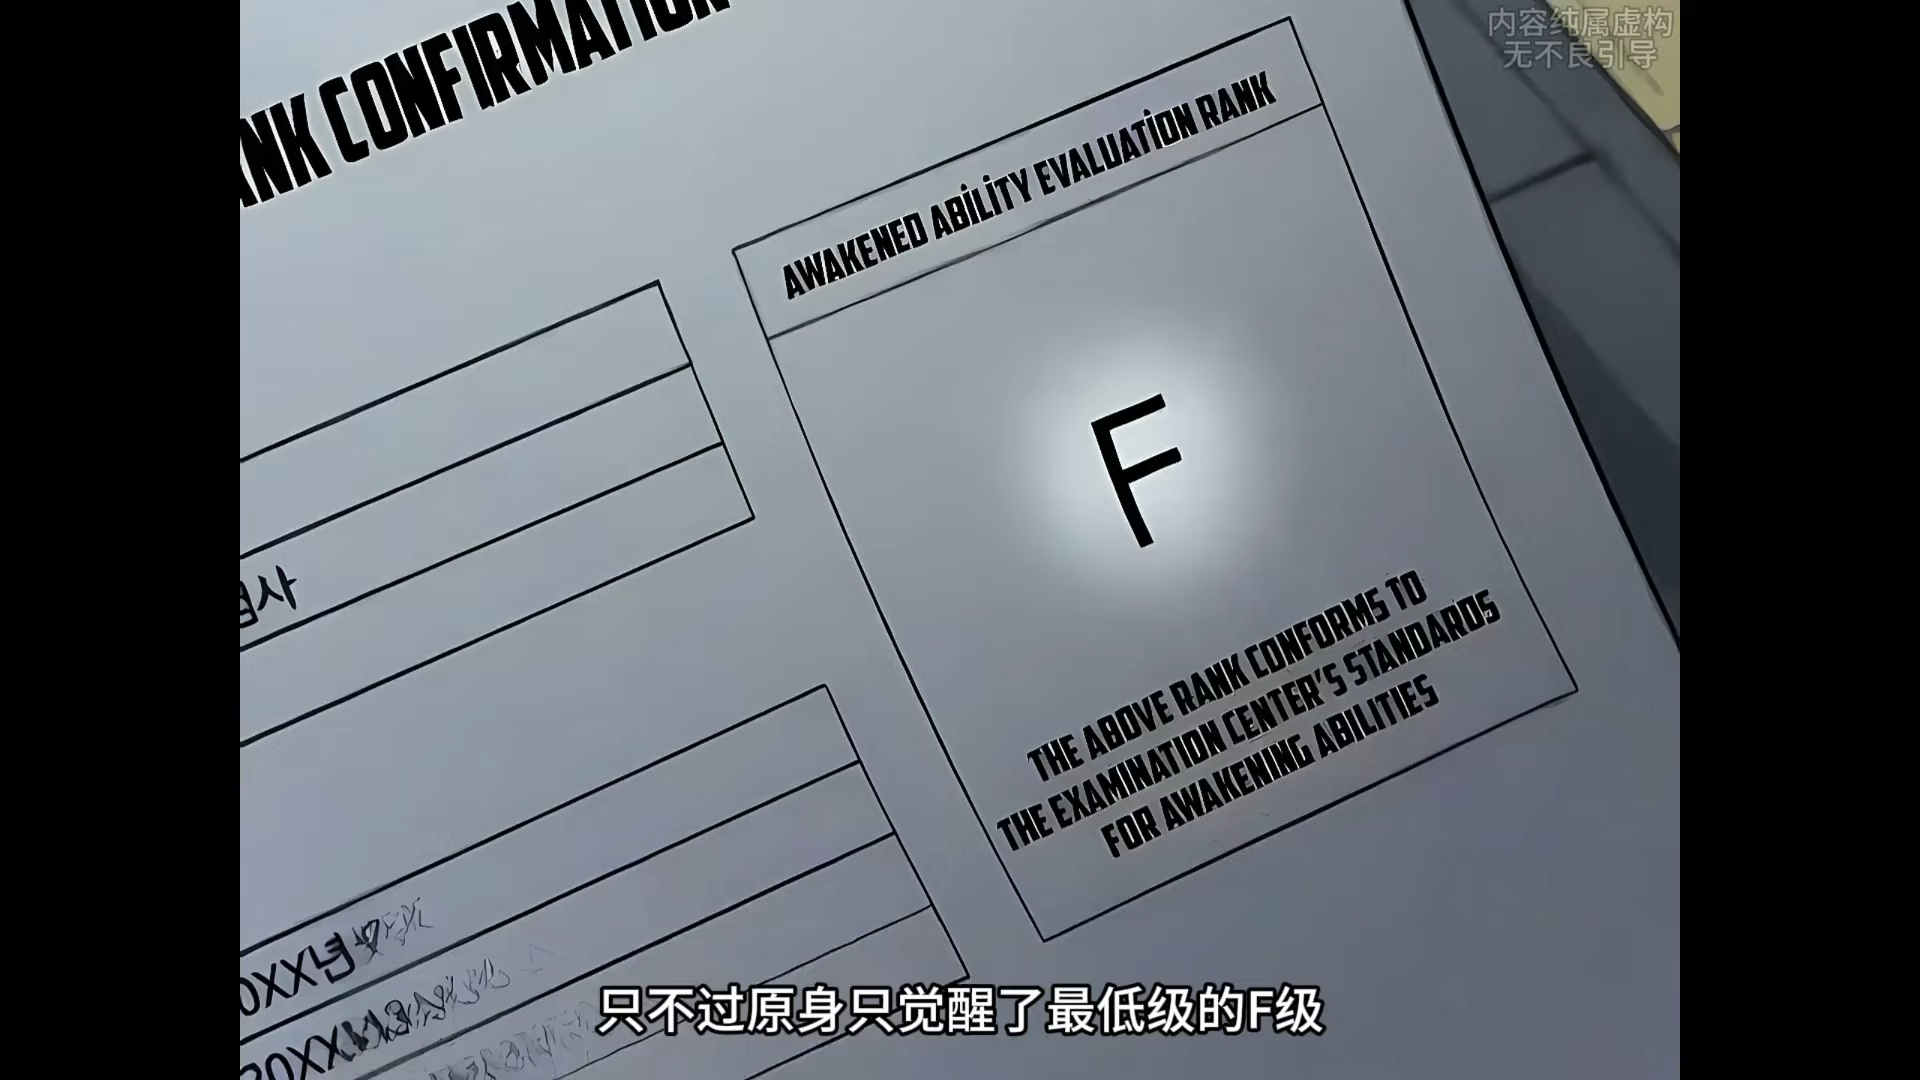 内容纯属虚构
无不良引导
ANK CONFIRMATION
AWAKENED ABILITY EVALUATION RANK
F
THE ABOVE RANK CONFORMS TO
THE EXAMINATION CENTER'S STANDARDS
FOR AWAKENING ABILITIES
사
0XX년
20XX
只不过原身只觉醒了最低级的F级